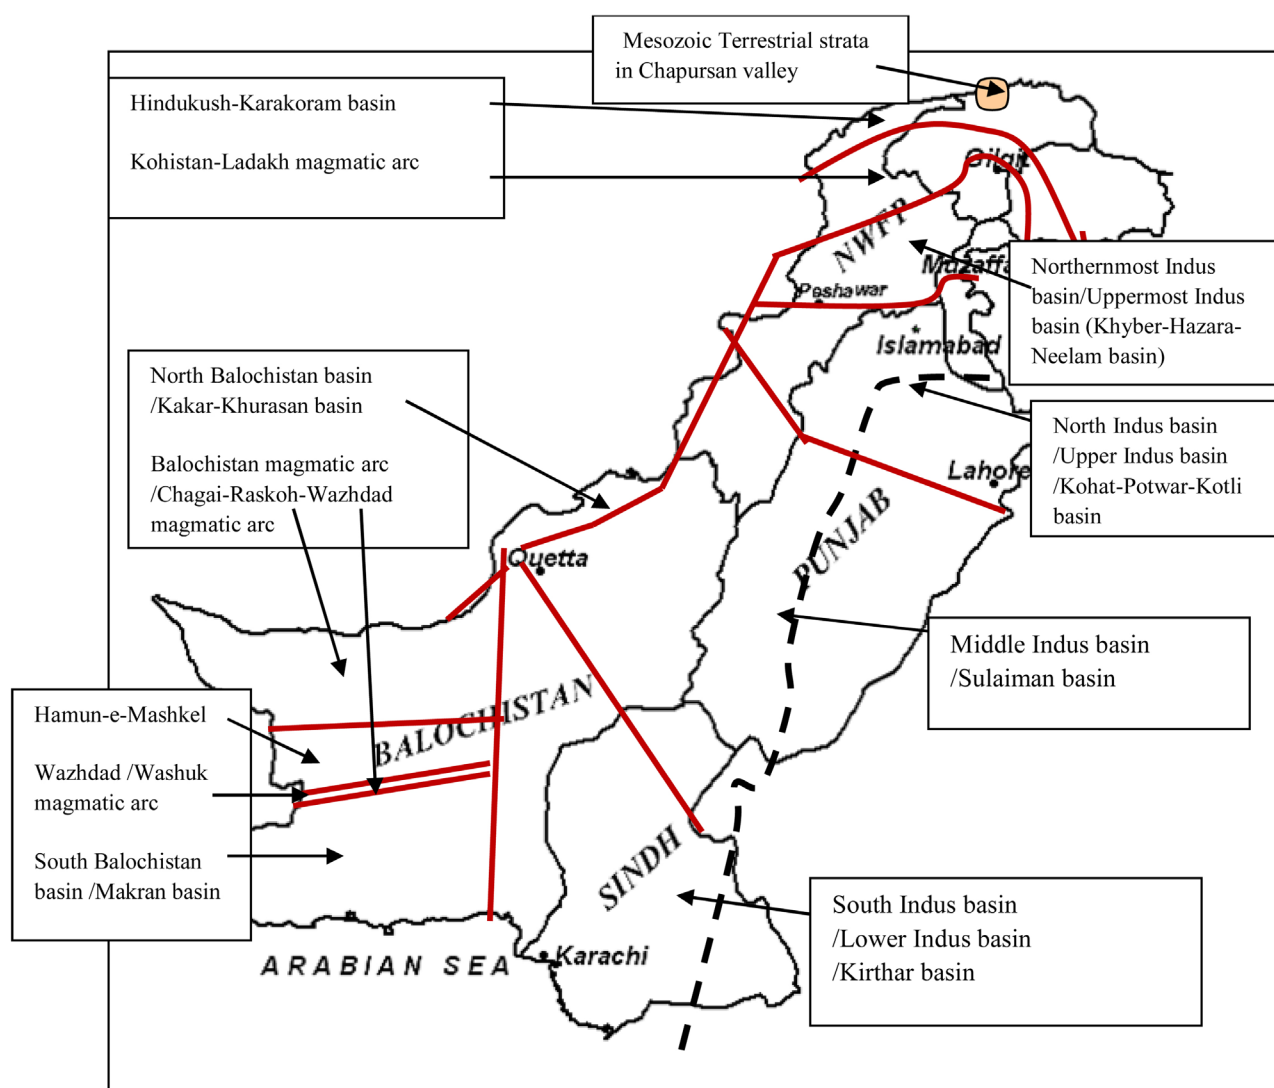 Mesozoic Terrestrial strata
in Chapursan valley
Hindukush-Karakoram basin
Kohistan-Ladakh magmatic arc
Gilgit
NWFP
Muzaffa
Peshawar
Islamabad
Northernmost Indus
basin/Uppermost Indus
basin (Khyber-Hazara-
Neelam basin)
North Balochistan basin
/Kakar-Khurasan basin
Balochistan magmatic arc
/Chagai-Raskoh-Wazhdad
magmatic arc
North Indus basin
/Upper Indus basin
/Kohat-Potwar-Kotli
basin
Lahore
PUNJAB
Quetta
Middle Indus basin
/Sulaiman basin
BALOCHISTAN
Hamun-e-Mashkel
Wazhdad /Washuk
magmatic arc
South Balochistan
basin /Makran basin
SINDH
South Indus basin
/Lower Indus basin
/Kirthar basin
Karachi
ARABIAN SEA